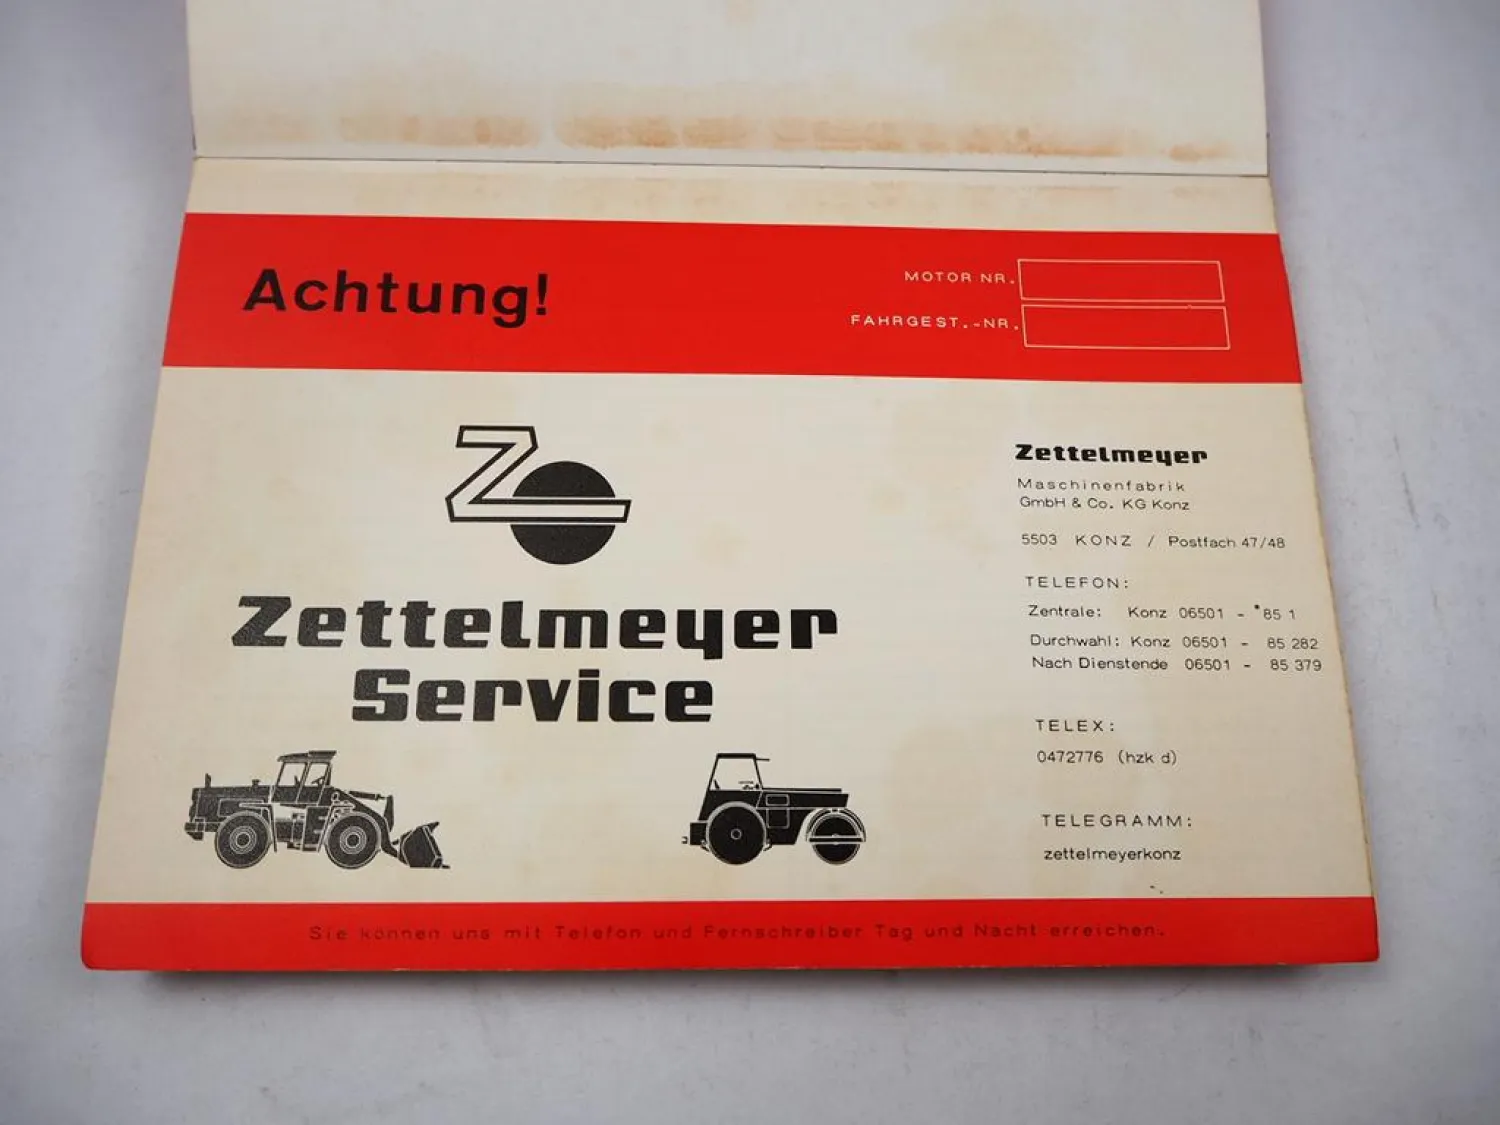 Achtung!
MOTOR NR.
FAHRGEST.-NR.
Zettelmeyer
Service
Zettelmeyer
Maschinenfabrik
GmbH & Co. KG Konz
5503 KONZ / Postfach 47/48
TELEFON:
Zentrale: Konz 06501 - *85 1
Durchwahl: Konz 06501 - 85 282
Nach Dienstende 06501 - 85 379
TELEX:
0472776 (hzk d)
TELEGRAMM:
zettelmeyerkonz
Sie können uns mit Telefon und Fernschreiber Tag und Nacht erreichen.